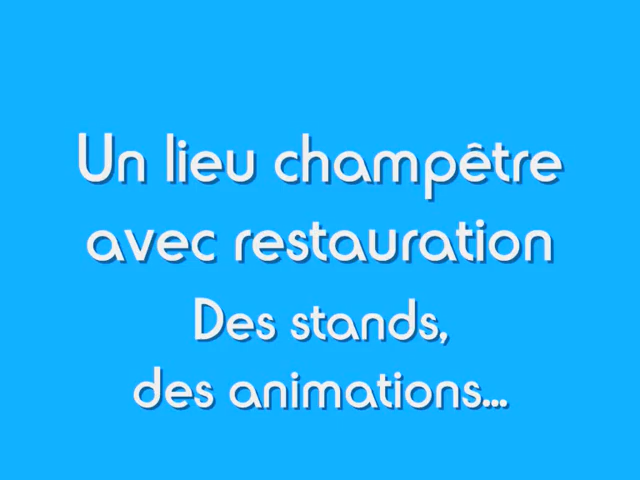 Un lieu champêtre
avec restauration
Des stands,
des animations...